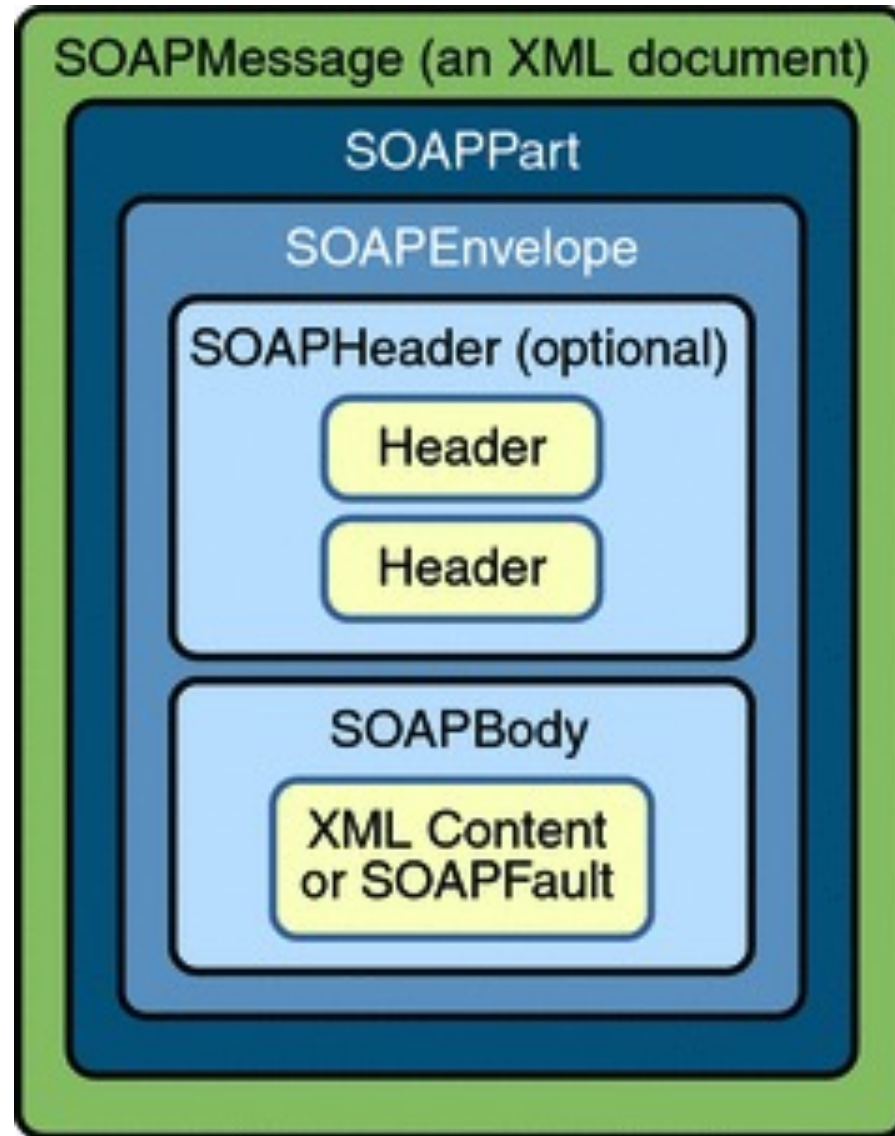 SOAPMessage (an XML document)
SOAPPart
SOAPEnvelope
SOAPHeader (optional)
Header
Header
SOAPBody
XML Content
or SOAPFault